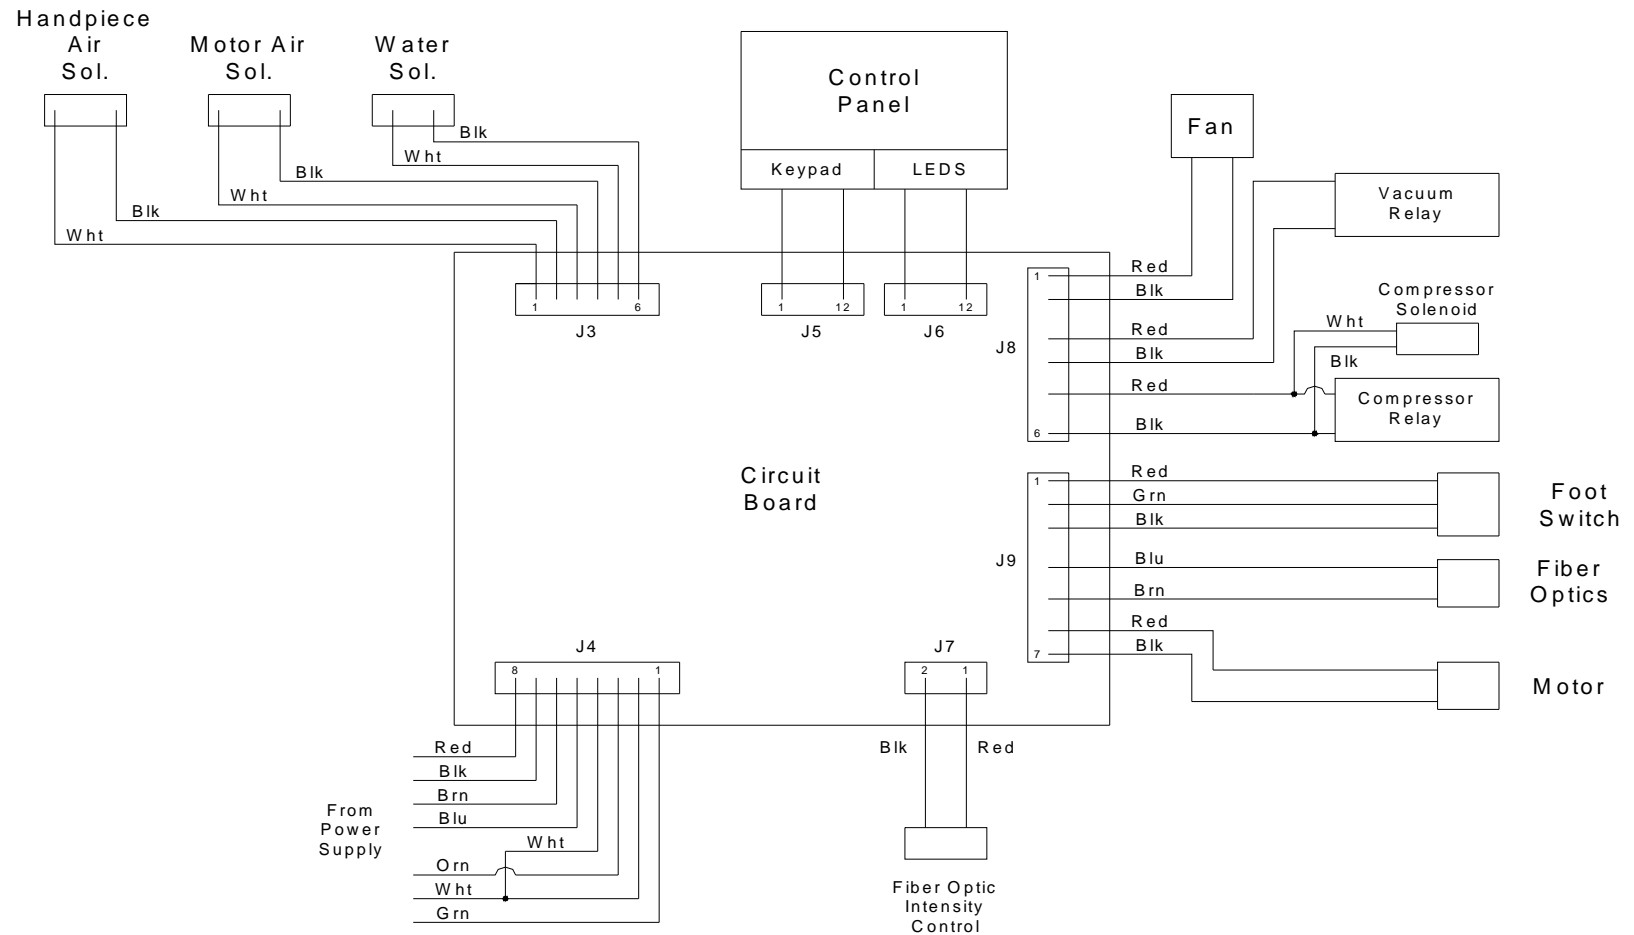 Handpiece
Air
Sol.
Motor Air
Sol.
Water
Sol.
Control
Panel
Keypad
LEDS
Fan
Vacuum
Relay
Compressor
Solenoid
Compressor
Relay
Blk
Wht
Blk
Wht
Blk
Wht
1
6
J3
1
12
J5
1
12
J6
1
J8
6
Red
Blk
Red
Blk
Red
Blk
Wht
Blk
Circuit
Board
1
J9
7
Red
Grn
Blk
Blu
Brn
Red
Blk
Foot
Switch
Fiber
Optics
Motor
J4
8
1
J7
2
1
Red
Blk
Brn
Blu
Wht
Orn
Wht
Grn
From
Power
Supply
Blk
Red
Fiber Optic
Intensity
Control